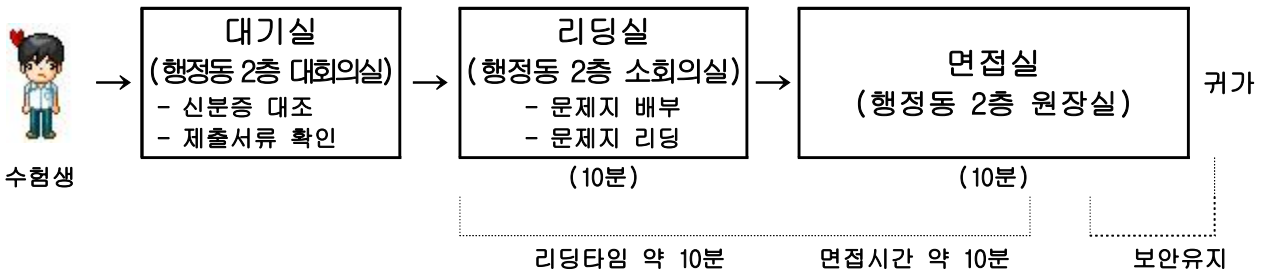 대기실
(행정동 2층 대회의실)
- 신분증 대조
- 제출서류 확인
리딩실
(행정동 2층 소회의실)
- 문제지 배부
- 문제지 리딩
면접실
(행정동 2층 원장실)
귀가
수험생
(10분)
(10분)
리딩타임 약 10분
면접시간 약 10분
보안유지